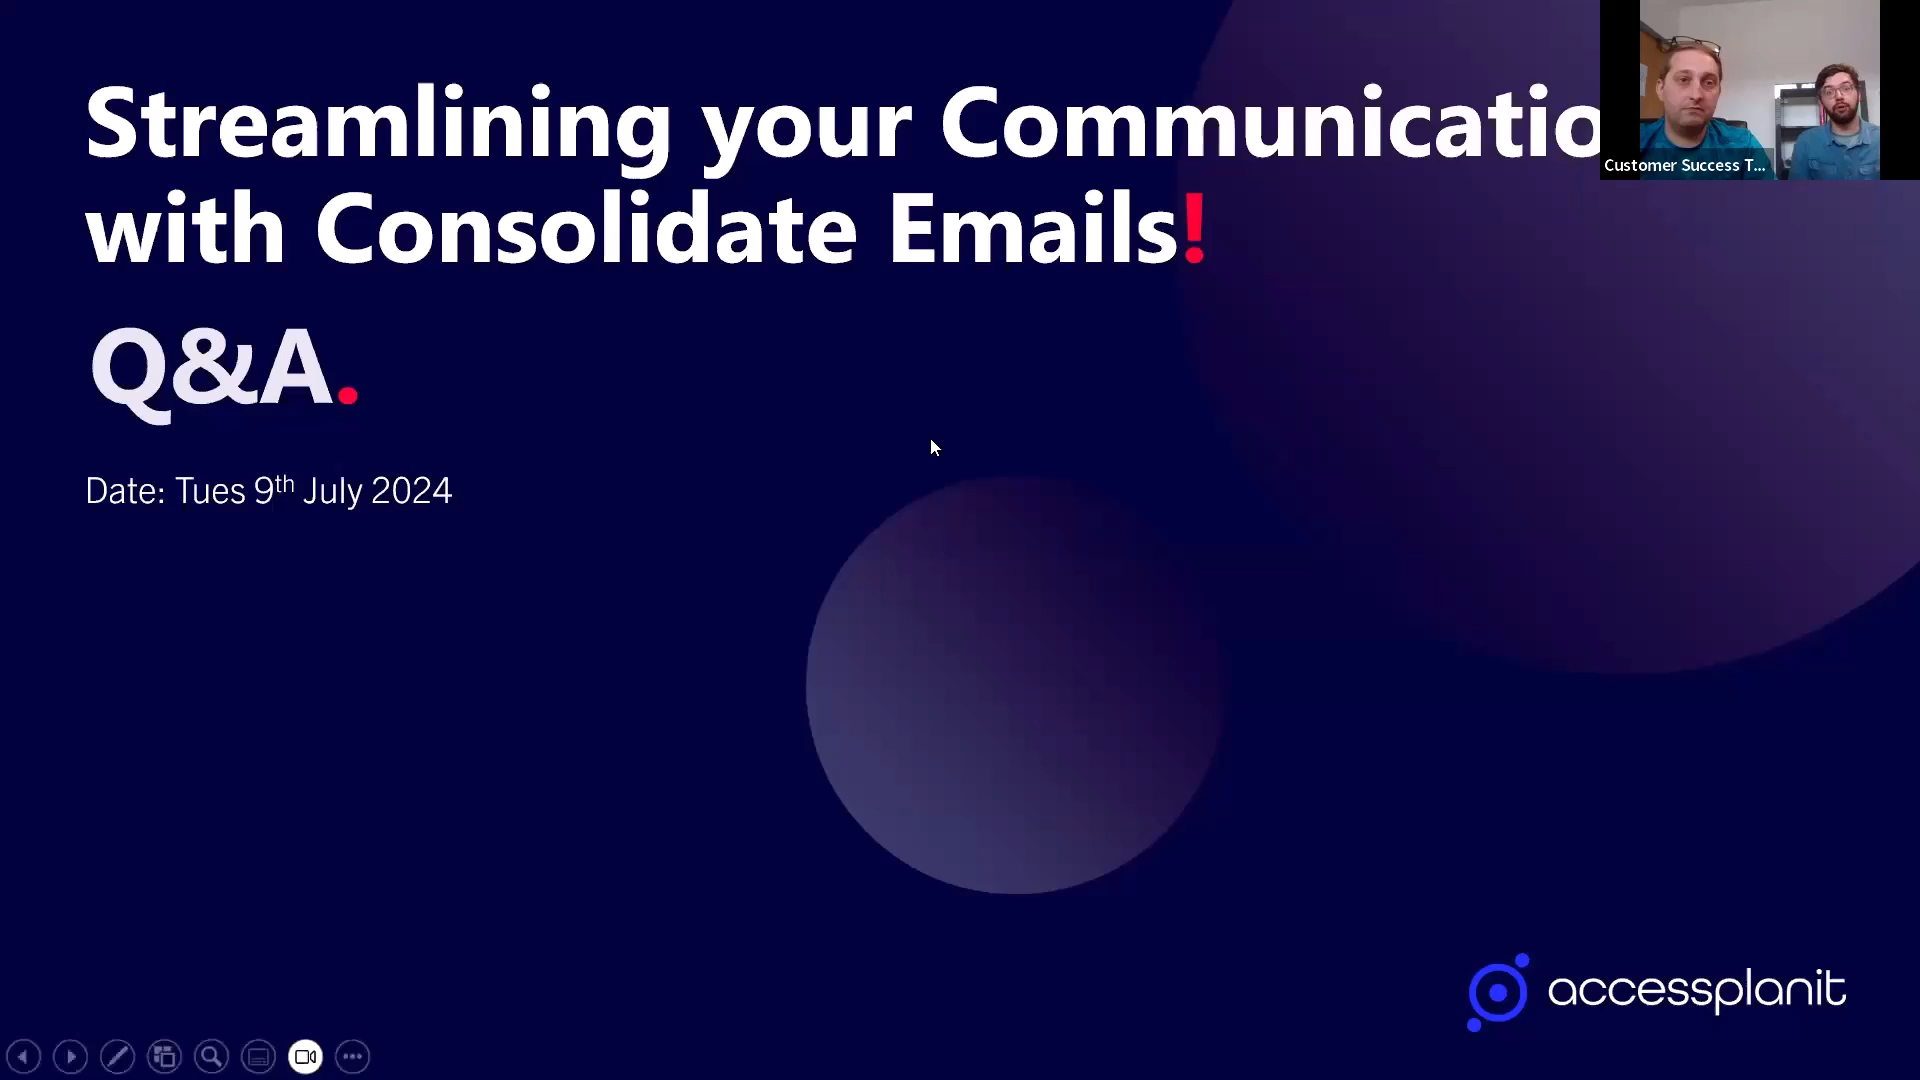 Streamlining your Communicatio
with Consolidate Emails!
Q&A.
Date: Tues 9th July 2024
Customer Success T...
accessplanit